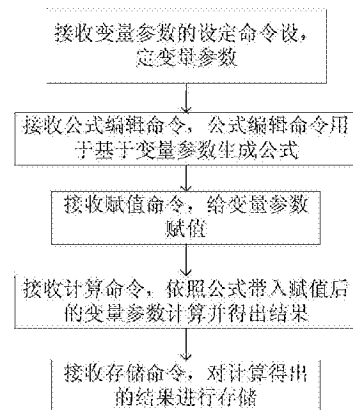 接收变量参数的设定命令设，
定变量参数
接收公式编辑命令，公式编辑命令用
于基于变量参数生成公式
接收赋值命令，给变量参数
赋值
接收计算命令，依照公式带入赋值后
的变量参数计算并得出结果
接收存储命令，对计算得出
的结果进行存储